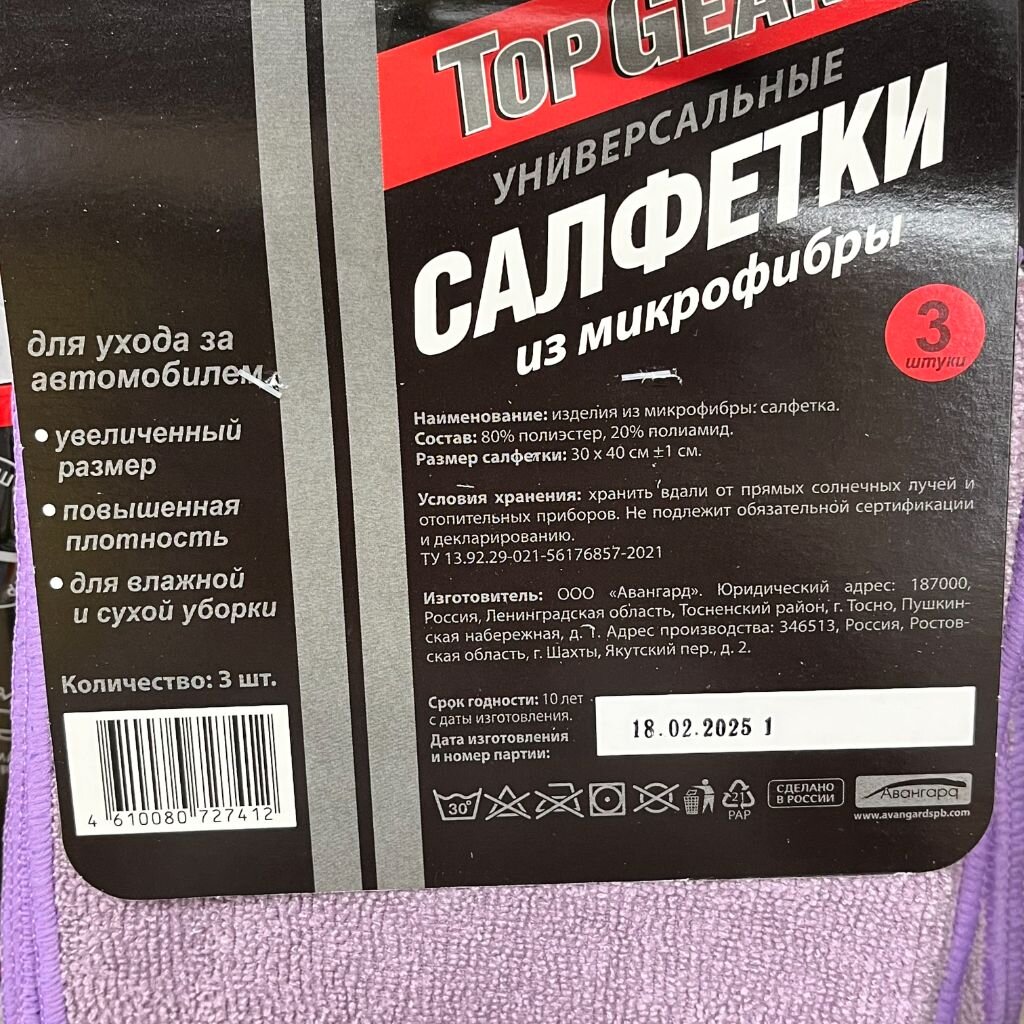 TOP GEAR
УНИВЕРСАЛЬНЫЕ
САЛФЕТКИ
из микрофибры
3
штуки
для ухода за
автомобилем
• увеличенный
размер
• повышенная
плотность
• для влажной
и сухой уборки
Количество: 3 шт.
4 610080 727412
Наименование: изделия из микрофибры: салфетка.
Состав: 80% полиэстер, 20% полиамид.
Размер салфетки: 30 х 40 см ±1 см.
Условия хранения: хранить вдали от прямых солнечных лучей и
отопительных приборов. Не подлежит обязательной сертификации
и декларированию.
ТУ 13.92.29-021-56176857-2021
Изготовитель: ООО «Авангард». Юридический адрес: 187000,
Россия, Ленинградская область, Тосненский район, г. Тосно, Пушкин-
ская набережная, д. 1. Адрес производства: 346513, Россия, Ростов-
ская область, г. Шахты, Якутский пер., д. 2.
Срок годности: 10 лет
с даты изготовления.
Дата изготовления
и номер партии:
18.02.2025 1
30°
21
PAP
СДЕЛАНО
В РОССИИ
Авангард
www.avangardspb.com